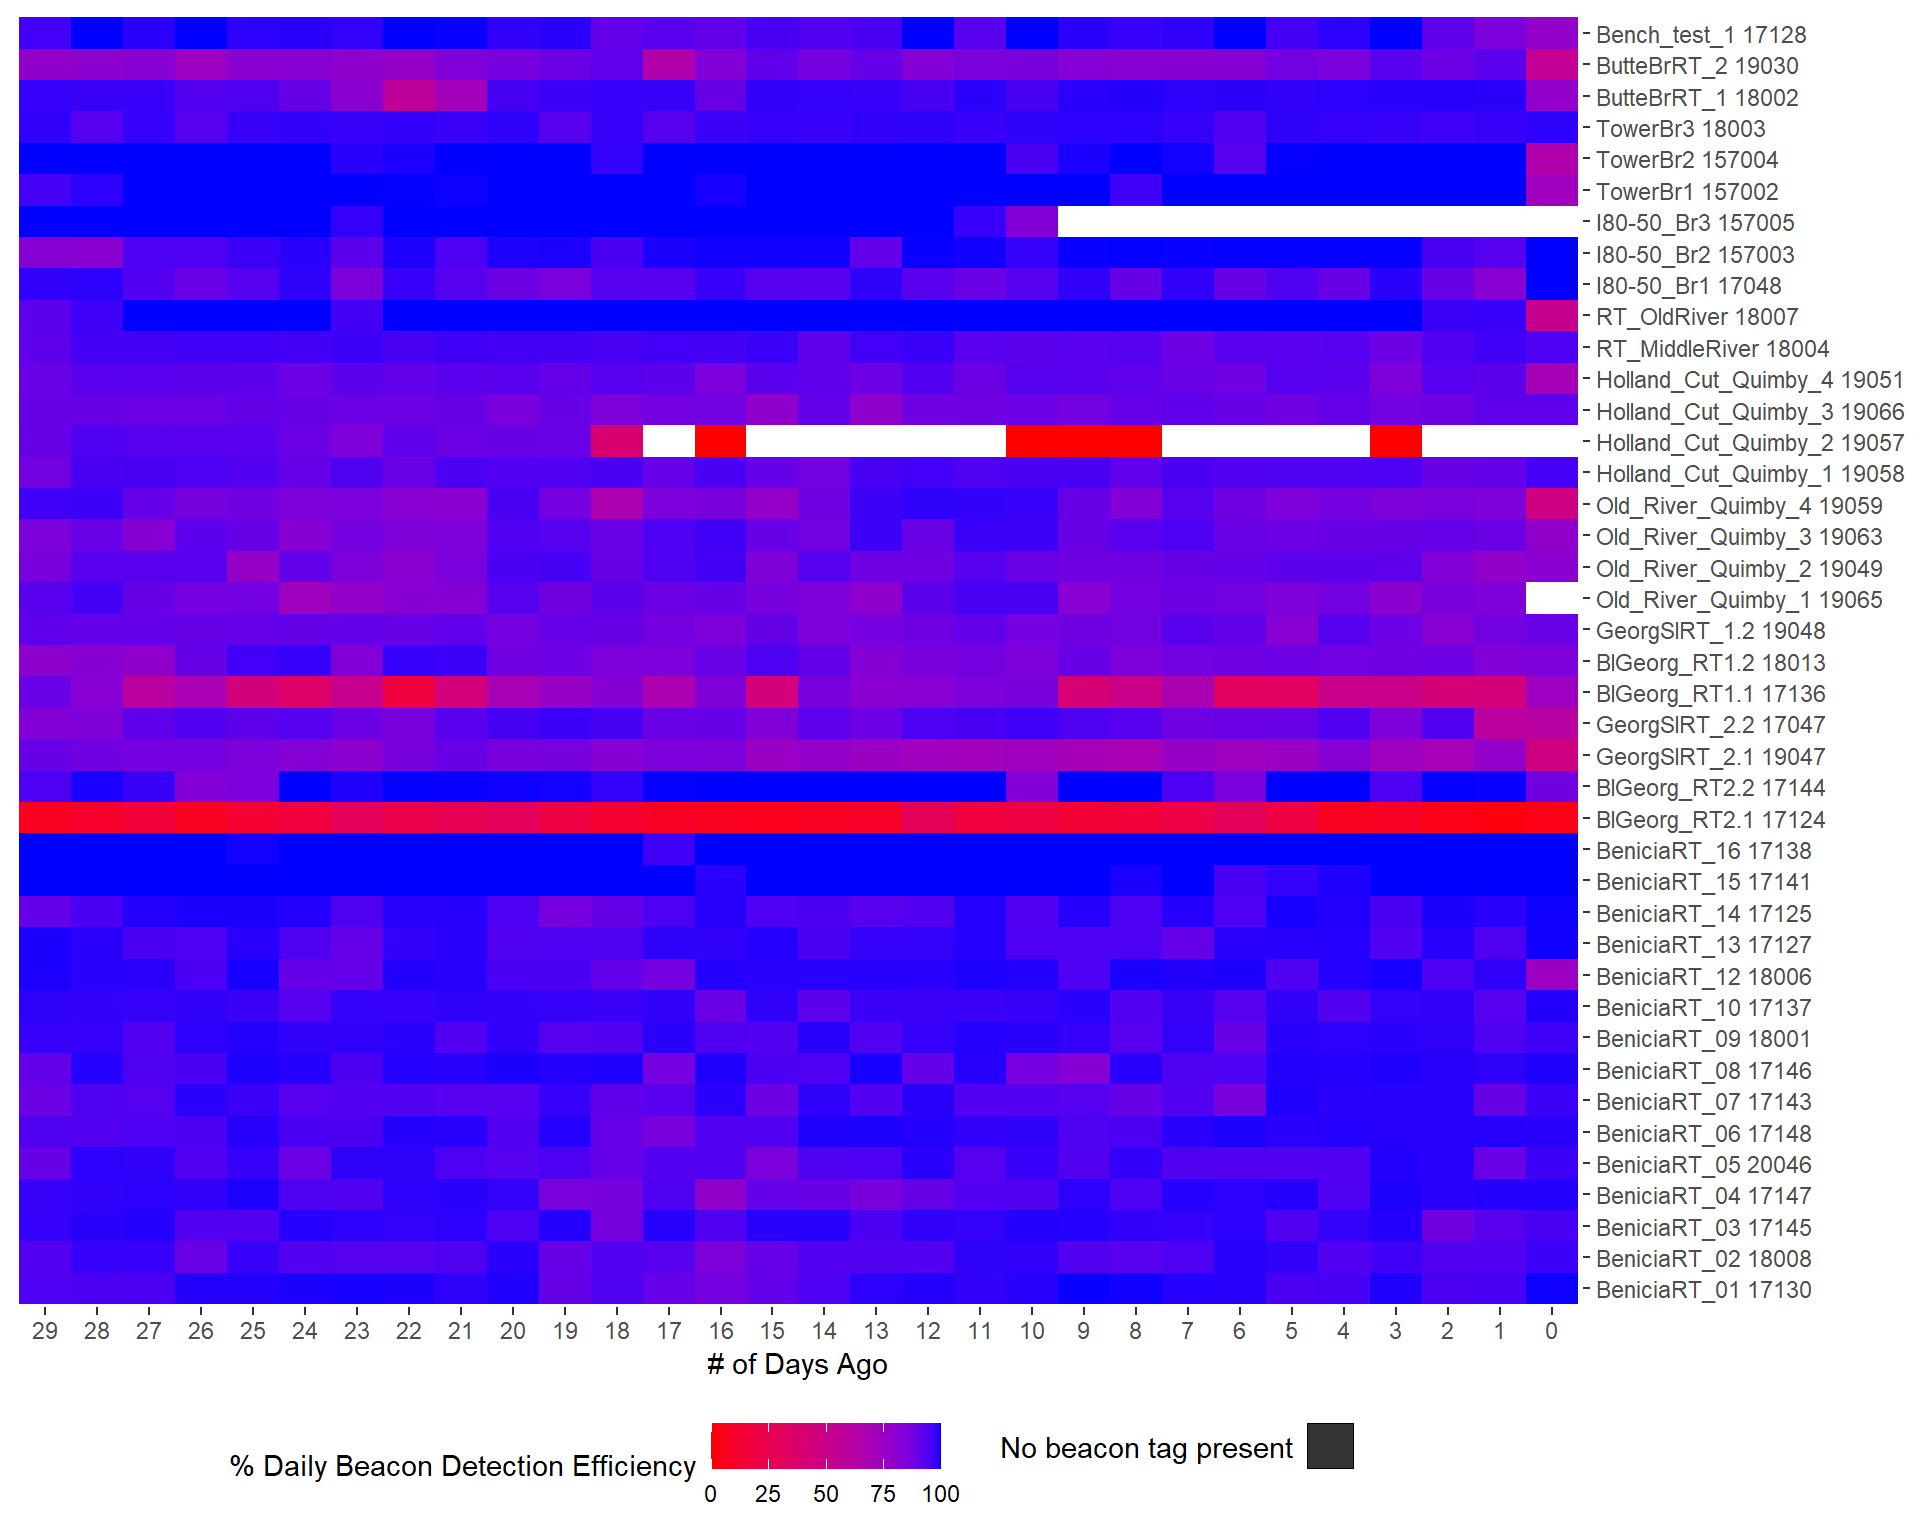 Bench_test_1 17128
ButteBrRT_2 19030
ButteBrRT_1 18002
TowerBr3 18003
TowerBr2 157004
TowerBr1 157002
I80-50_Br3 157005
I80-50_Br2 157003
I80-50_Br1 17048
RT_OldRiver 18007
RT_MiddleRiver 18004
Holland_Cut_Quimby_4 19051
Holland_Cut_Quimby_3 19066
Holland_Cut_Quimby_2 19057
Holland_Cut_Quimby_1 19058
Old_River_Quimby_4 19059
Old_River_Quimby_3 19063
Old_River_Quimby_2 19049
Old_River_Quimby_1 19065
GeorgSlRT_1.2 19048
BlGeorg_RT1.2 18013
BlGeorg_RT1.1 17136
GeorgSlRT_2.2 17047
GeorgSlRT_2.1 19047
BlGeorg_RT2.2 17144
BlGeorg_RT2.1 17124
BeniciaRT_16 17138
BeniciaRT_15 17141
BeniciaRT_14 17125
BeniciaRT_13 17127
BeniciaRT_12 18006
BeniciaRT_10 17137
BeniciaRT_09 18001
BeniciaRT_08 17146
BeniciaRT_07 17143
BeniciaRT_06 17148
BeniciaRT_05 20046
BeniciaRT_04 17147
BeniciaRT_03 17145
BeniciaRT_02 18008
BeniciaRT_01 17130
29 28 27 26 25 24 23 22 21 20 19 18 17 16 15 14 13 12 11 10 9 8 7 6 5 4 3 2 1 0
# of Days Ago
% Daily Beacon Detection Efficiency
0 25 50 75 100
No beacon tag present